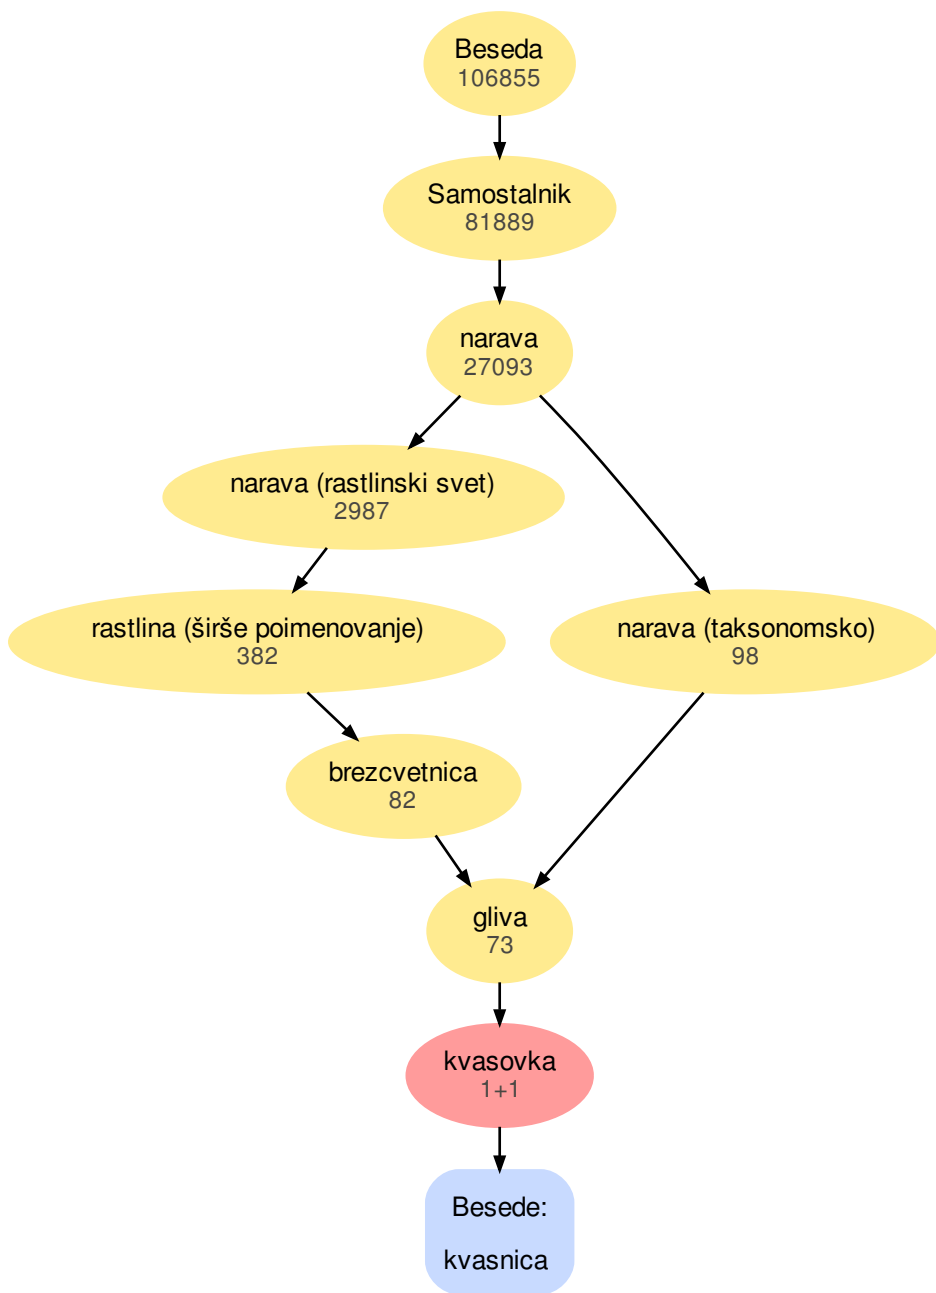 Beseda
106855
Samostalnik
81889
narava
27093
narava (rastlinski svet)
2987
rastlina (širše poimenovanje)
382
narava (taksonomsko)
98
brezcvetnica
82
gliva
73
kvasovka
1+1
Besede:
kvasnica